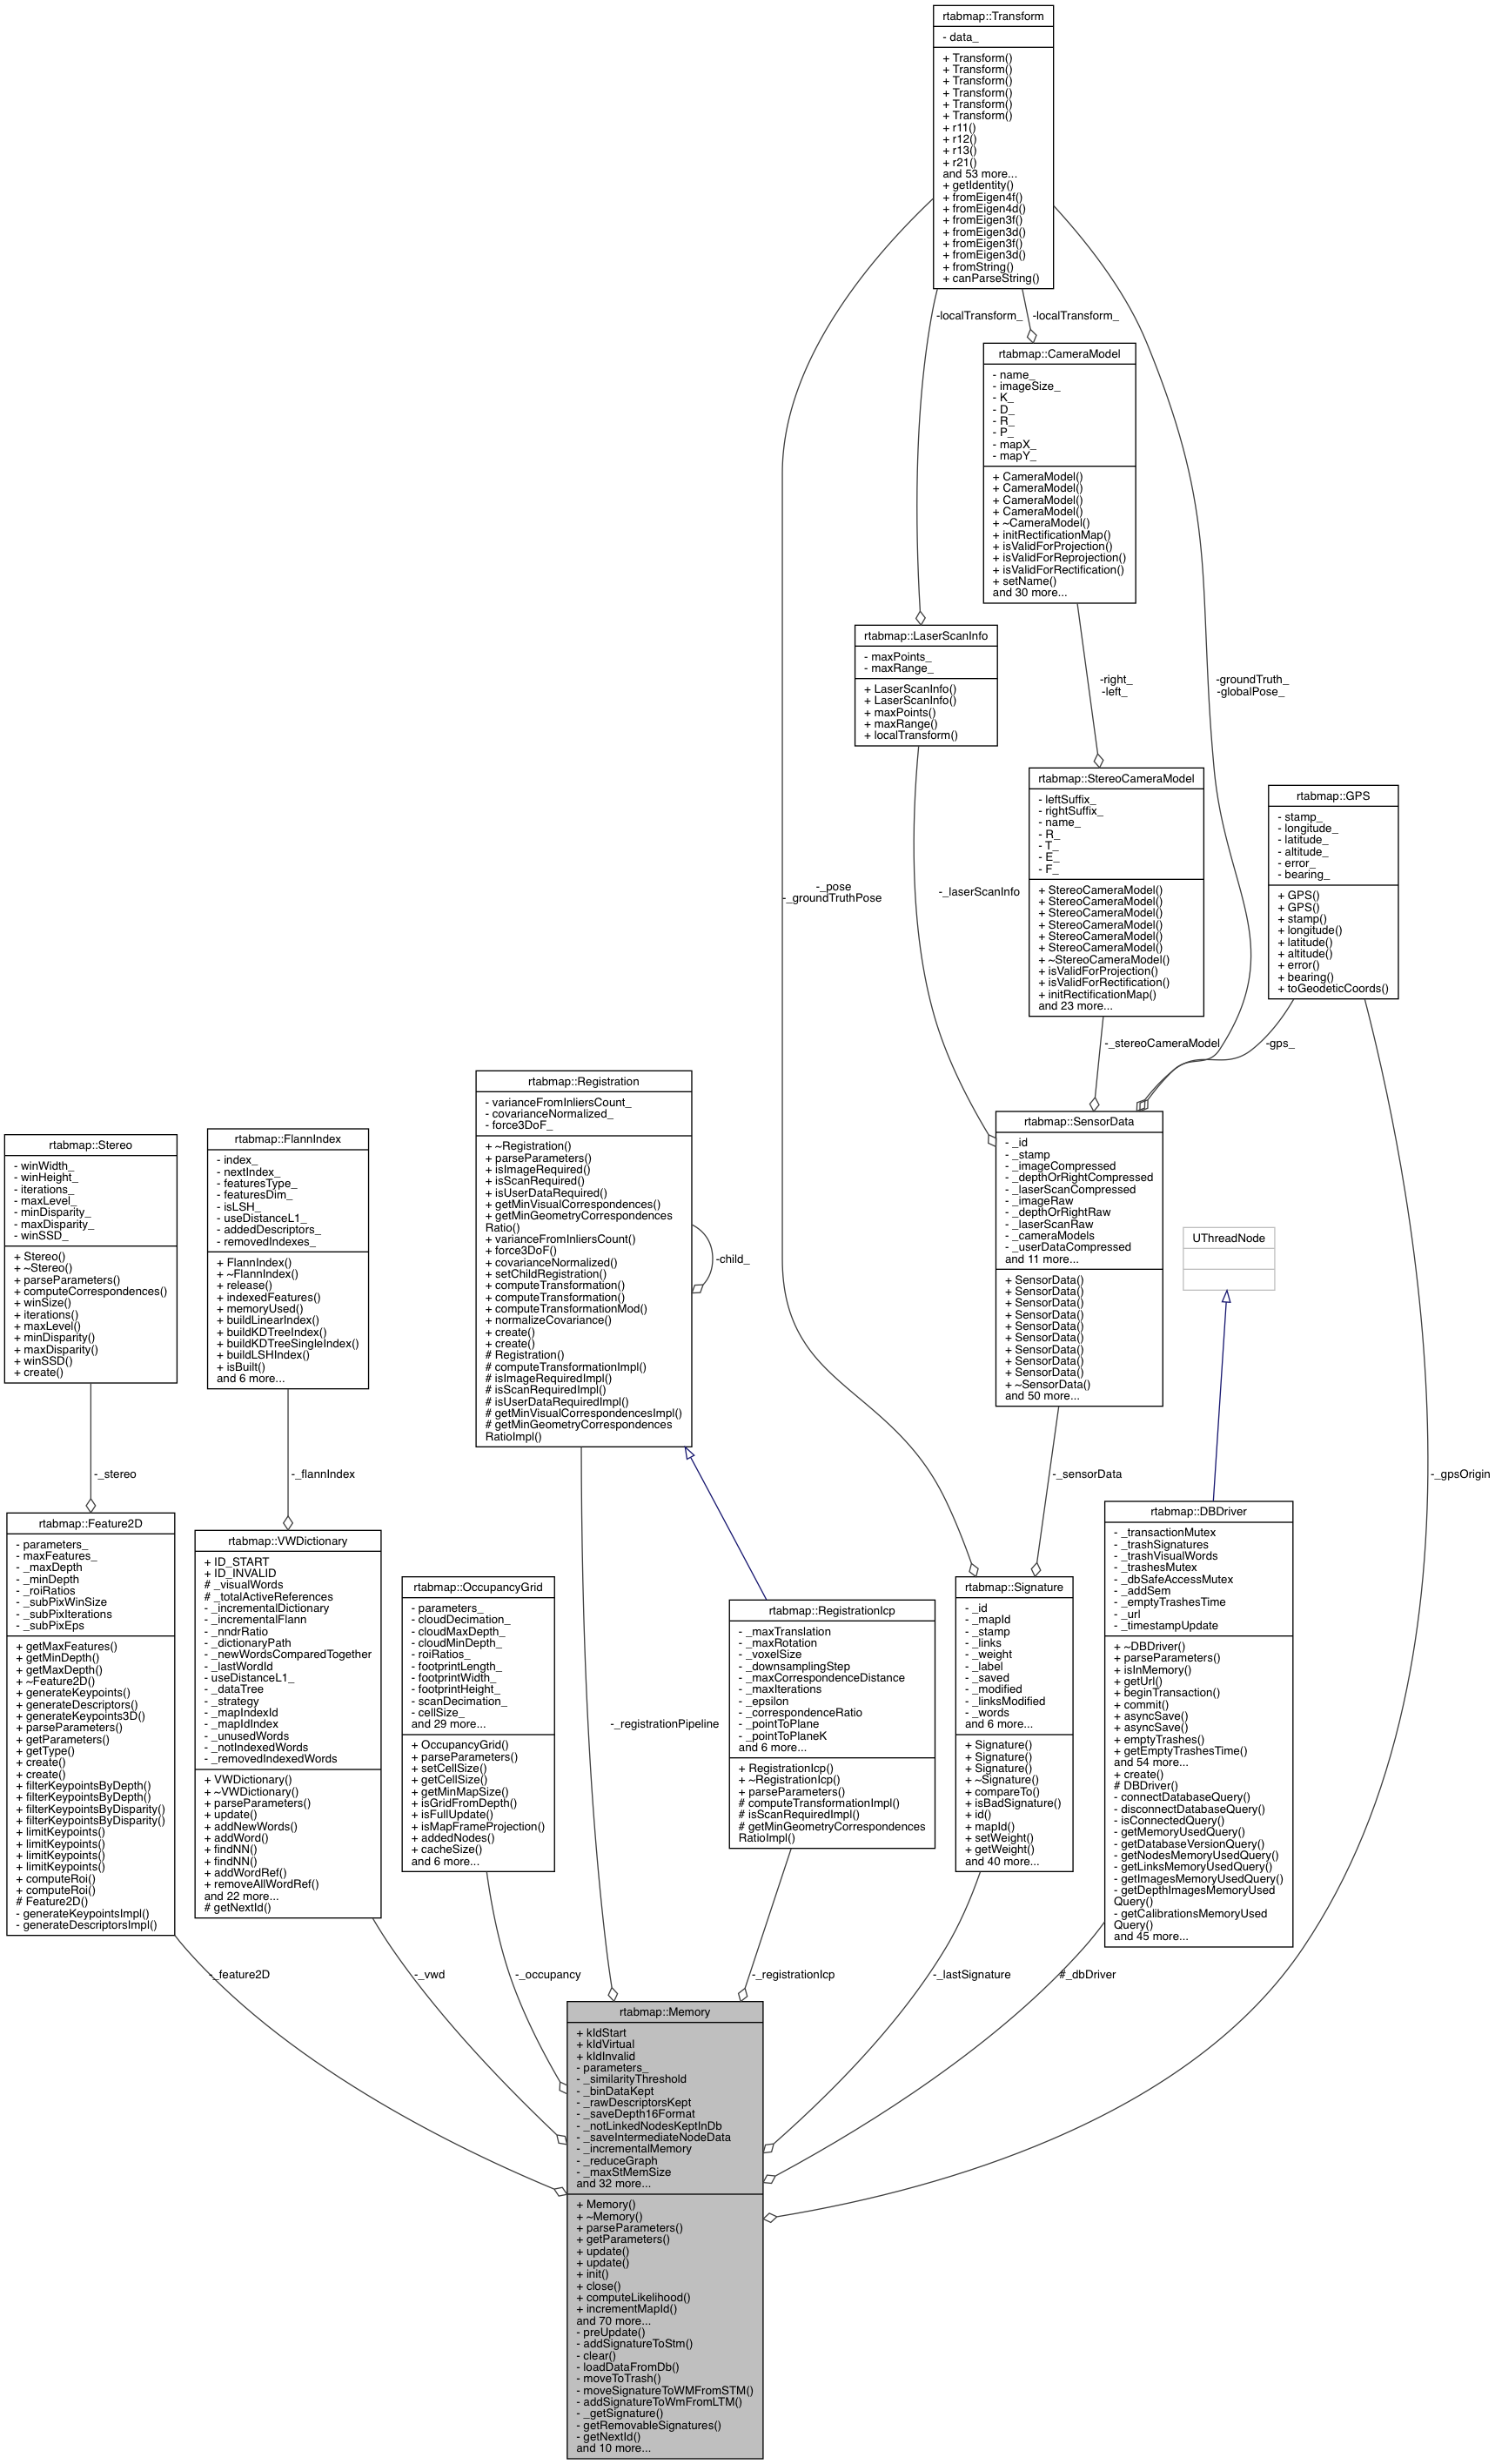 rtabmap::Transform
- data_
+ Transform()
+ Transform()
+ Transform()
+ Transform()
+ Transform()
+ Transform()
+ r11()
+ r12()
+ r13()
+ r21()
and 53 more...
+ getIdentity()
+ fromEigen4f()
+ fromEigen4d()
+ fromEigen3f()
+ fromEigen3d()
+ fromEigen3f()
+ fromEigen3d()
+ fromString()
+ canParseString()
-localTransform_
-localTransform_
rtabmap::CameraModel
- name_
- imageSize_
- K_
- D_
- R_
- P_
- mapX_
- mapY_
+ CameraModel()
+ CameraModel()
+ CameraModel()
+ CameraModel()
+ ~CameraModel()
+ initRectificationMap()
+ isValidForProjection()
+ isValidForReprojection()
+ isValidForRectification()
+ setName()
and 30 more...
rtabmap::LaserScanInfo
- maxPoints_
- maxRange_
+ LaserScanInfo()
+ LaserScanInfo()
+ maxPoints()
+ maxRange()
+ localTransform()
-right_
-left_
-groundTruth_
-globalPose_
rtabmap::StereoCameraModel
- leftSuffix_
- rightSuffix_
- name_
- R_
- T_
- E_
- F_
+ StereoCameraModel()
+ StereoCameraModel()
+ StereoCameraModel()
+ StereoCameraModel()
+ StereoCameraModel()
+ StereoCameraModel()
+ ~StereoCameraModel()
+ isValidForProjection()
+ isValidForRectification()
+ initRectificationMap()
and 23 more...
rtabmap::GPS
- stamp_
- longitude_
- latitude_
- altitude_
- error_
- bearing_
+ GPS()
+ GPS()
+ stamp()
+ longitude()
+ latitude()
+ altitude()
+ error()
+ bearing()
+ toGeodeticCoords()
-_pose
-_groundTruthPose
-_laserScanInfo
-_stereoCameraModel
-gps_
rtabmap::Registration
- varianceFromInliersCount_
- covarianceNormalized_
- force3DoF_
+ ~Registration()
+ parseParameters()
+ isImageRequired()
+ isScanRequired()
+ isUserDataRequired()
+ getMinVisualCorrespondences()
+ getMinGeometryCorrespondences
Ratio()
+ varianceFromInliersCount()
+ force3DoF()
+ covarianceNormalized()
+ setChildRegistration()
+ computeTransformation()
+ computeTransformation()
+ computeTransformationMod()
+ normalizeCovariance()
+ create()
+ create()
# Registration()
# computeTransformationImpl()
# isImageRequiredImpl()
# isScanRequiredImpl()
# isUserDataRequiredImpl()
# getMinVisualCorrespondencesImpl()
# getMinGeometryCorrespondences
RatioImpl()
-child_
rtabmap::SensorData
- _id
- _stamp
- _imageCompressed
- _depthOrRightCompressed
- _laserScanCompressed
- _imageRaw
- _depthOrRightRaw
- _laserScanRaw
- _cameraModels
- _userDataCompressed
and 11 more...
+ SensorData()
+ SensorData()
+ SensorData()
+ SensorData()
+ SensorData()
+ SensorData()
+ SensorData()
+ SensorData()
+ SensorData()
+ ~SensorData()
and 50 more...
rtabmap::Stereo
- winWidth_
- winHeight_
- iterations_
- maxLevel_
- minDisparity_
- maxDisparity_
- winSSD_
+ Stereo()
+ ~Stereo()
+ parseParameters()
+ computeCorrespondences()
+ winSize()
+ iterations()
+ maxLevel()
+ minDisparity()
+ maxDisparity()
+ winSSD()
+ create()
rtabmap::FlannIndex
- index_
- nextIndex_
- featuresType_
- featuresDim_
- isLSH_
- useDistanceL1_
- addedDescriptors_
- removedIndexes_
+ FlannIndex()
+ ~FlannIndex()
+ release()
+ indexedFeatures()
+ memoryUsed()
+ buildLinearIndex()
+ buildKDTreeIndex()
+ buildKDTreeSingleIndex()
+ buildLSHIndex()
+ isBuilt()
and 6 more...
UThreadNode
-_stereo
-_flannIndex
-_sensorData
-_gpsOrigin
rtabmap::Feature2D
- parameters_
- maxFeatures_
- _maxDepth
- _minDepth
- _roiRatios
- _subPixWinSize
- _subPixIterations
- _subPixEps
+ getMaxFeatures()
+ getMinDepth()
+ getMaxDepth()
+ ~Feature2D()
+ generateKeypoints()
+ generateDescriptors()
+ generateKeypoints3D()
+ parseParameters()
+ getParameters()
+ getType()
+ create()
+ create()
+ filterKeypointsByDepth()
+ filterKeypointsByDepth()
+ filterKeypointsByDisparity()
+ filterKeypointsByDisparity()
+ limitKeypoints()
+ limitKeypoints()
+ limitKeypoints()
+ limitKeypoints()
+ computeRoi()
+ computeRoi()
# Feature2D()
- generateKeypointsImpl()
- generateDescriptorsImpl()
rtabmap::VWDictionary
+ ID_START
+ ID_INVALID
# _visualWords
# _totalActiveReferences
- _incrementalDictionary
- _incrementalFlann
- _nndrRatio
- _dictionaryPath
- _newWordsComparedTogether
- _lastWordId
- useDistanceL1_
- _dataTree
- _strategy
- _mapIndexId
- _mapIdIndex
- _unusedWords
- _notIndexedWords
- _removedIndexedWords
+ VWDictionary()
+ ~VWDictionary()
+ parseParameters()
+ update()
+ addNewWords()
+ addWord()
+ findNN()
+ findNN()
+ addWordRef()
+ removeAllWordRef()
and 22 more...
# getNextId()
rtabmap::OccupancyGrid
- parameters_
- cloudDecimation_
- cloudMaxDepth_
- cloudMinDepth_
- roiRatios_
- footprintLength_
- footprintWidth_
- footprintHeight_
- scanDecimation_
- cellSize_
and 29 more...
+ OccupancyGrid()
+ parseParameters()
+ setCellSize()
+ getCellSize()
+ getMinMapSize()
+ isGridFromDepth()
+ isFullUpdate()
+ isMapFrameProjection()
+ addedNodes()
+ cacheSize()
and 6 more...
-_registrationPipeline
rtabmap::RegistrationIcp
- _maxTranslation
- _maxRotation
- _voxelSize
- _downsamplingStep
- _maxCorrespondenceDistance
- _maxIterations
- _epsilon
- _correspondenceRatio
- _pointToPlane
- _pointToPlaneK
and 6 more...
+ RegistrationIcp()
+ ~RegistrationIcp()
+ parseParameters()
# computeTransformationImpl()
# isScanRequiredImpl()
# getMinGeometryCorrespondences
RatioImpl()
rtabmap::Signature
- _id
- _mapId
- _stamp
- _links
- _weight
- _label
- _saved
- _modified
- _linksModified
- _words
and 6 more...
+ Signature()
+ Signature()
+ Signature()
+ ~Signature()
+ compareTo()
+ isBadSignature()
+ id()
+ mapId()
+ setWeight()
+ getWeight()
and 40 more...
rtabmap::DBDriver
- _transactionMutex
- _trashSignatures
- _trashVisualWords
- _trashesMutex
- _dbSafeAccessMutex
- _addSem
- _emptyTrashesTime
- _url
- _timestampUpdate
+ ~DBDriver()
+ parseParameters()
+ isInMemory()
+ getUrl()
+ beginTransaction()
+ commit()
+ asyncSave()
+ asyncSave()
+ emptyTrashes()
+ getEmptyTrashesTime()
and 54 more...
+ create()
# DBDriver()
- connectDatabaseQuery()
- disconnectDatabaseQuery()
- isConnectedQuery()
- getMemoryUsedQuery()
- getDatabaseVersionQuery()
- getNodesMemoryUsedQuery()
- getLinksMemoryUsedQuery()
- getImagesMemoryUsedQuery()
- getDepthImagesMemoryUsed
Query()
- getCalibrationsMemoryUsed
Query()
and 45 more...
-_feature2D
-_vwd
-_occupancy
-_registrationIcp
-_lastSignature
#_dbDriver
rtabmap::Memory
+ kIdStart
+ kIdVirtual
+ kIdInvalid
- parameters_
- _similarityThreshold
- _binDataKept
- _rawDescriptorsKept
- _saveDepth16Format
- _notLinkedNodesKeptInDb
- _saveIntermediateNodeData
- _incrementalMemory
- _reduceGraph
- _maxStMemSize
and 32 more...
+ Memory()
+ ~Memory()
+ parseParameters()
+ getParameters()
+ update()
+ update()
+ init()
+ close()
+ computeLikelihood()
+ incrementMapId()
and 70 more...
- preUpdate()
- addSignatureToStm()
- clear()
- loadDataFromDb()
- moveToTrash()
- moveSignatureToWMFromSTM()
- addSignatureToWmFromLTM()
- _getSignature()
- getRemovableSignatures()
- getNextId()
and 10 more...